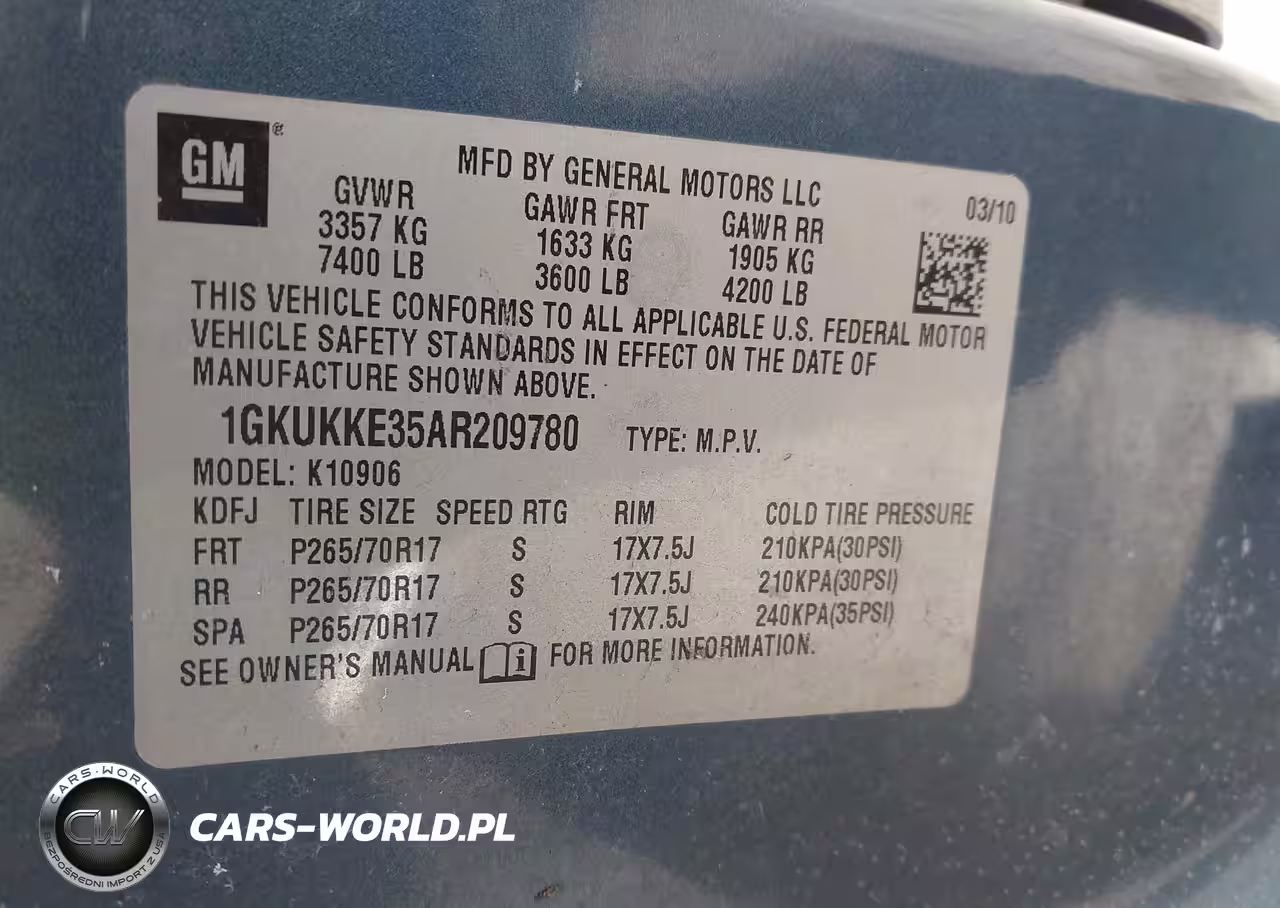 GM
MFD BY GENERAL MOTORS LLC
03/10
GVWR GAWR FRT GAWR RR
3357 KG 1633 KG 1905 KG
7400 LB 3600 LB 4200 LB
THIS VEHICLE CONFORMS TO ALL APPLICABLE U.S. FEDERAL MOTOR
VEHICLE SAFETY STANDARDS IN EFFECT ON THE DATE OF
MANUFACTURE SHOWN ABOVE.
1GKUKKE35AR209780 TYPE: M.P.V.
MODEL: K10906
KDFJ TIRE SIZE SPEED RTG RIM COLD TIRE PRESSURE
FRT P265/70R17 S 17X7.5J 210KPA(30PSI)
RR P265/70R17 S 17X7.5J 210KPA(30PSI)
SPA P265/70R17 S 17X7.5J 240KPA(35PSI)
SEE OWNER'S MANUAL i FOR MORE INFORMATION.
CARS-WORLD
CW
BEZPOŚREDNI IMPORT Z USA
CARS-WORLD.PL